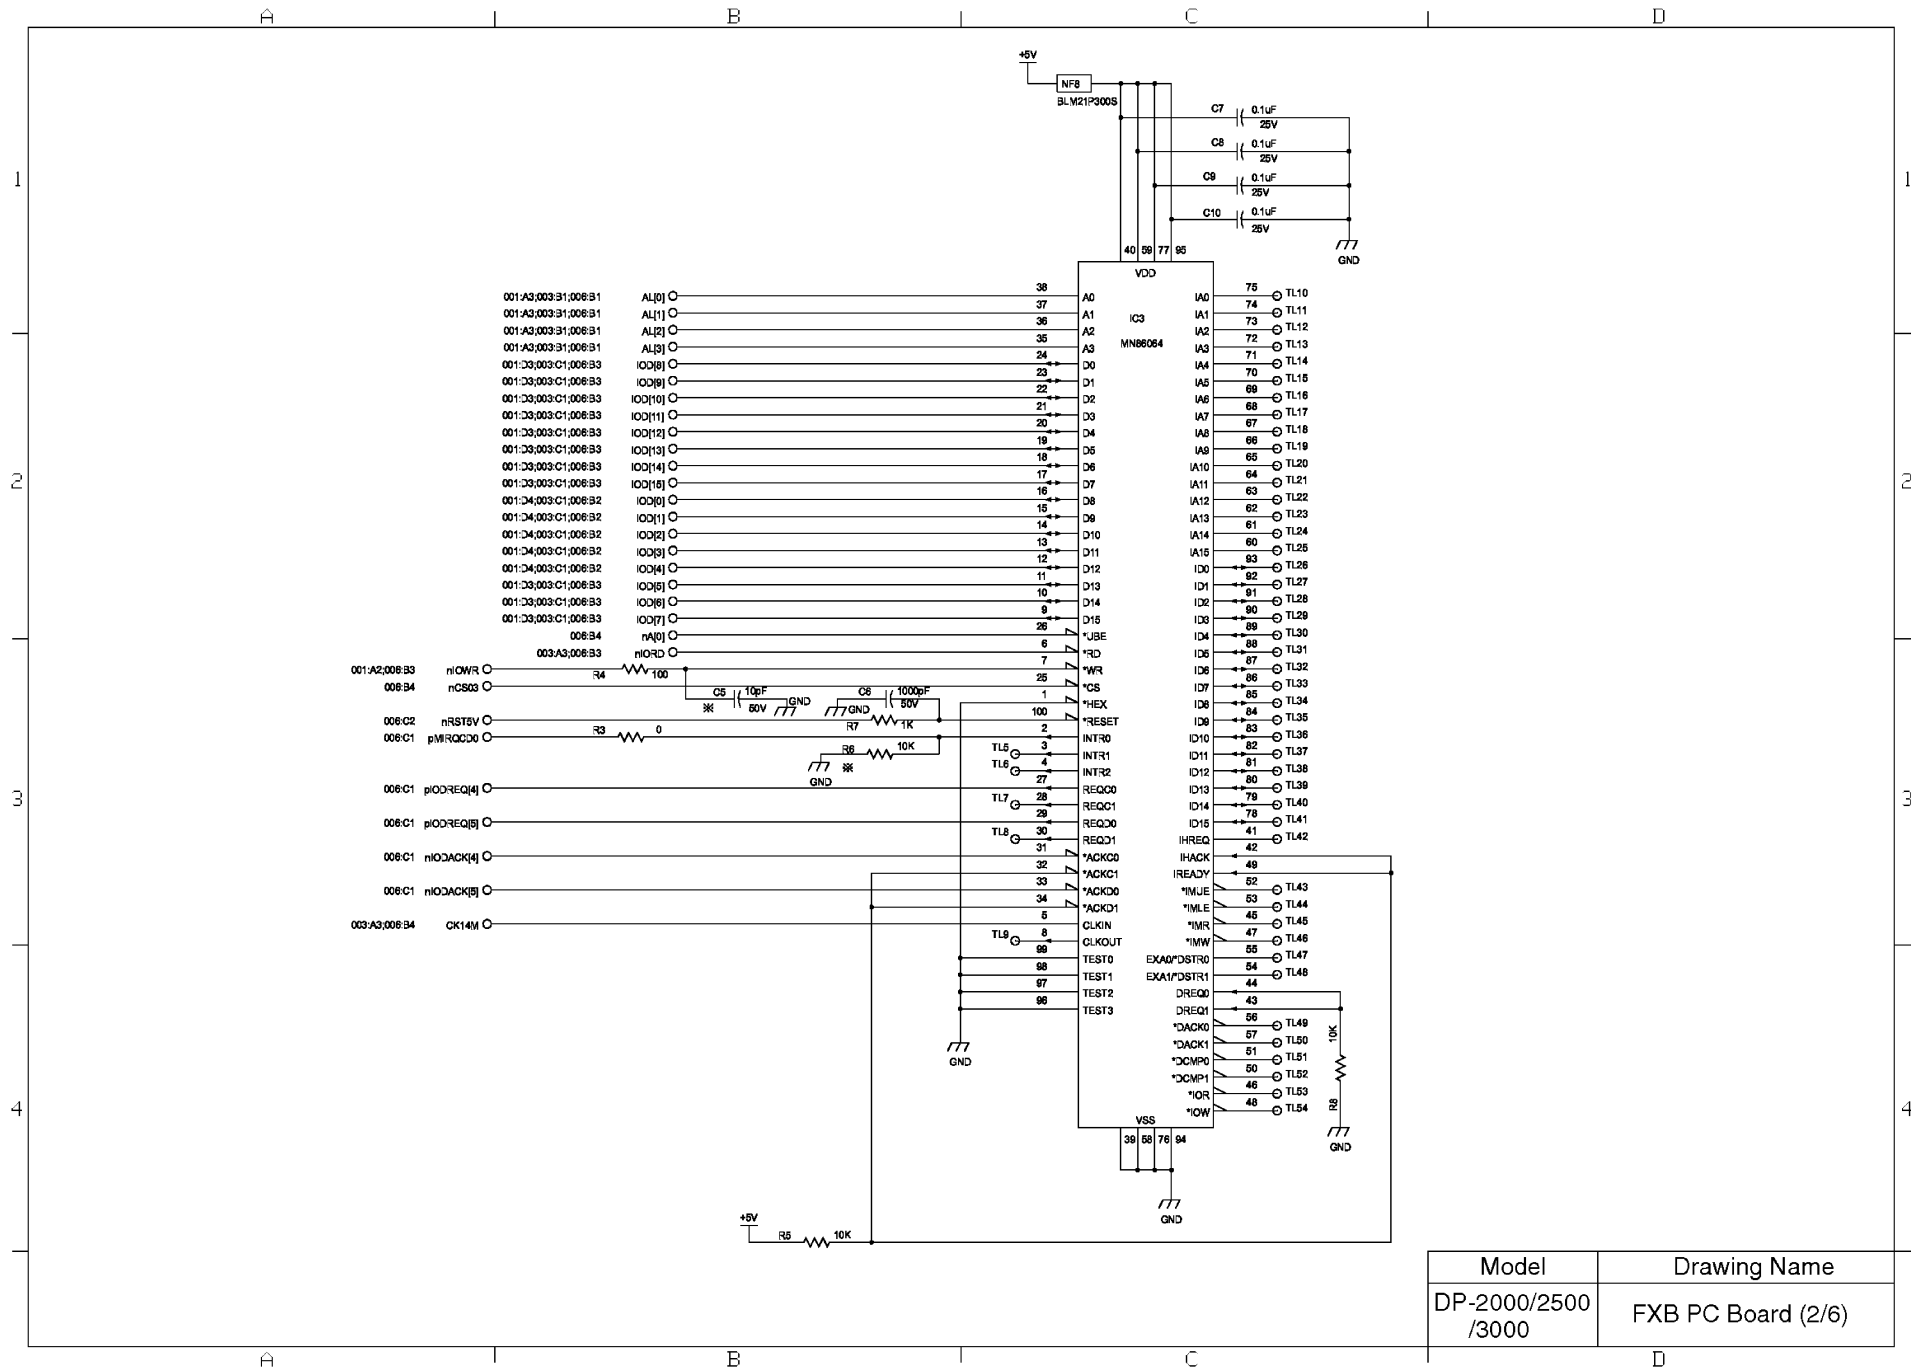 A B C D
+5V
NF8
BLM21P300S
C7 0.1uF
25V
C8 0.1uF
25V
C9 0.1uF
25V
C10 0.1uF
25V
GND
40 59 77 95
VDD
IC3
MN86064
001:A3;003:B1;006:B1 AL[0] 38 A0 IA0 75 TL10
001:A3;003:B1;006:B1 AL[1] 37 A1 IA1 74 TL11
001:A3;003:B1;006:B1 AL[2] 36 A2 IA2 73 TL12
001:A3;003:B1;006:B1 AL[3] 35 A3 IA3 72 TL13
001:D3;003:C1;006:B3 IOD[8] 24 D0 IA4 71 TL14
001:D3;003:C1;006:B3 IOD[9] 23 D1 IA5 70 TL15
001:D3;003:C1;006:B3 IOD[10] 22 D2 IA6 69 TL16
001:D3;003:C1;006:B3 IOD[11] 21 D3 IA7 68 TL17
001:D3;003:C1;006:B3 IOD[12] 20 D4 IA8 67 TL18
001:D3;003:C1;006:B3 IOD[13] 19 D5 IA9 66 TL19
001:D3;003:C1;006:B3 IOD[14] 18 D6 IA10 65 TL20
001:D3;003:C1;006:B3 IOD[15] 17 D7 IA11 64 TL21
001:D4;003:C1;006:B2 IOD[0] 16 D8 IA12 63 TL22
001:D4;003:C1;006:B2 IOD[1] 15 D9 IA13 62 TL23
001:D4;003:C1;006:B2 IOD[2] 14 D10 IA14 61 TL24
001:D4;003:C1;006:B2 IOD[3] 13 D11 IA15 60 TL25
001:D4;003:C1;006:B2 IOD[4] 12 D12 ID0 93 TL26
001:D3;003:C1;006:B3 IOD[5] 11 D13 ID1 92 TL27
001:D3;003:C1;006:B3 IOD[6] 10 D14 ID2 91 TL28
001:D3;003:C1;006:B3 IOD[7] 9 D15 ID3 90 TL29
006:B4 nA[0] 26 *UBE ID4 89 TL30
003:A3;006:B3 nIORD 6 *RD ID5 88 TL31
001:A2;006:B3 nIOWR R4 100 7 *WR ID6 87 TL32
006:B4 nCS03 25 *CS ID7 86 TL33
※ C5 10pF 50V GND GND C6 1000pF 50V 1 *HEX ID8 85 TL34
006:C2 nRST5V R7 1K 100 *RESET ID9 84 TL35
006:C1 pMIRQCD0 R3 0 2 INTR0 ID10 83 TL36
R6 10K TL5 3 INTR1 ID11 82 TL37
GND ※ TL6 4 INTR2 ID12 81 TL38
006:C1 pIODREQ[4] 27 REQC0 ID13 80 TL39
TL7 28 REQC1 ID14 79 TL40
006:C1 pIODREQ[5] 29 REQD0 ID15 78 TL41
TL8 30 REQD1 IHREQ 41 TL42
006:C1 nIODACK[4] 31 *ACKC0 IHACK 42
32 *ACKC1 IREADY 49
006:C1 nIODACK[5] 33 *ACKD0 *IMUE 52 TL43
34 *ACKD1 *IMLE 53 TL44
003:A3;006:B4 CK14M 5 CLKIN *IMR 45 TL45
TL9 8 CLKOUT *IMW 47 TL46
99 TEST0 EXA0/*DSTR0 55 TL47
98 TEST1 EXA1/*DSTR1 54 TL48
97 TEST2 DREQ0 44
96 TEST3 DREQ1 43
*DACK0 56 TL49
GND *DACK1 57 TL50
*DCMP0 51 TL51
*DCMP1 50 TL52
*IOR 46 TL53
*IOW 48 TL54
10K
R8
GND
VSS
39 58 76 94
GND
+5V
R5 10K
1 1
2 2
3 3
4 4
Model Drawing Name
DP-2000/2500
/3000
FXB PC Board (2/6)
A B C D